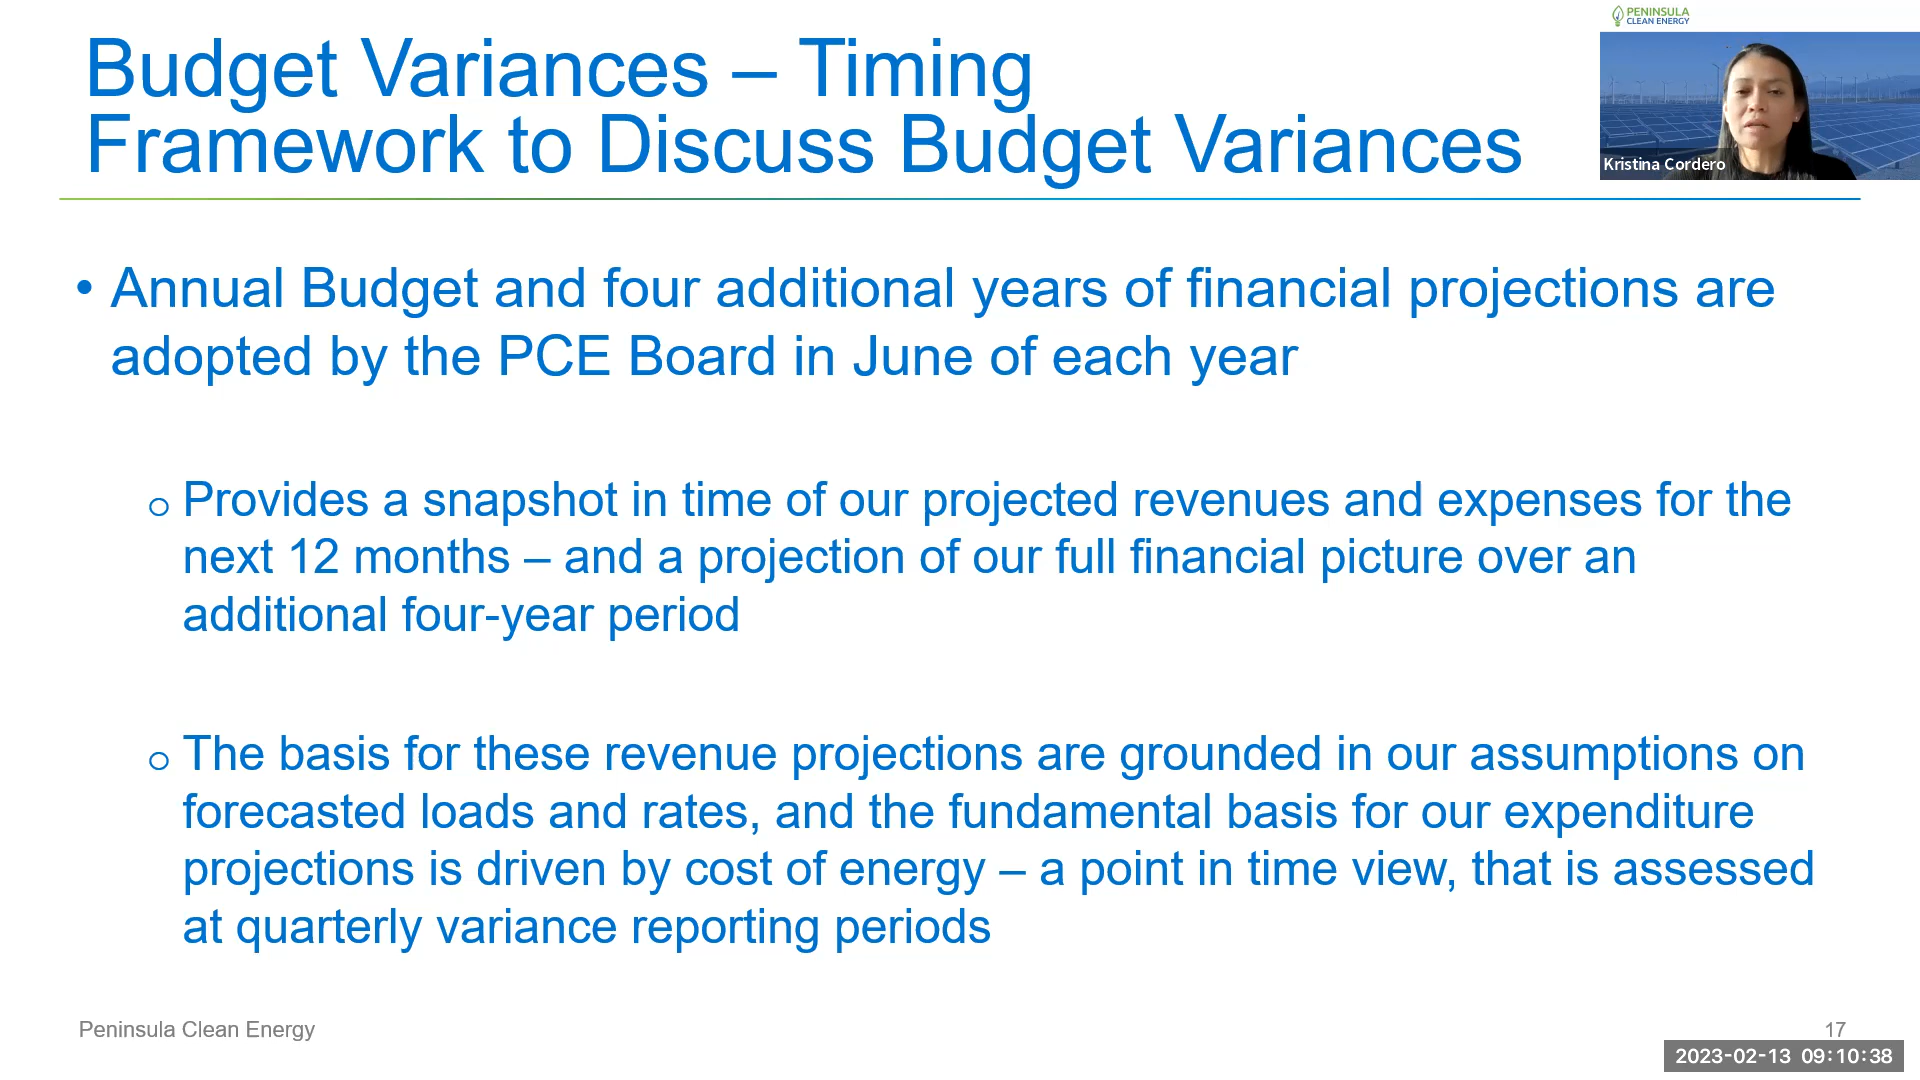 PENINSULA
CLEAN ENERGY
Budget Variances – Timing
Framework to Discuss Budget Variances
Kristina Cordero
• Annual Budget and four additional years of financial projections are
adopted by the PCE Board in June of each year
o Provides a snapshot in time of our projected revenues and expenses for the
next 12 months – and a projection of our full financial picture over an
additional four-year period
o The basis for these revenue projections are grounded in our assumptions on
forecasted loads and rates, and the fundamental basis for our expenditure
projections is driven by cost of energy – a point in time view, that is assessed
at quarterly variance reporting periods
Peninsula Clean Energy
17
2023-02-13 09:10:38